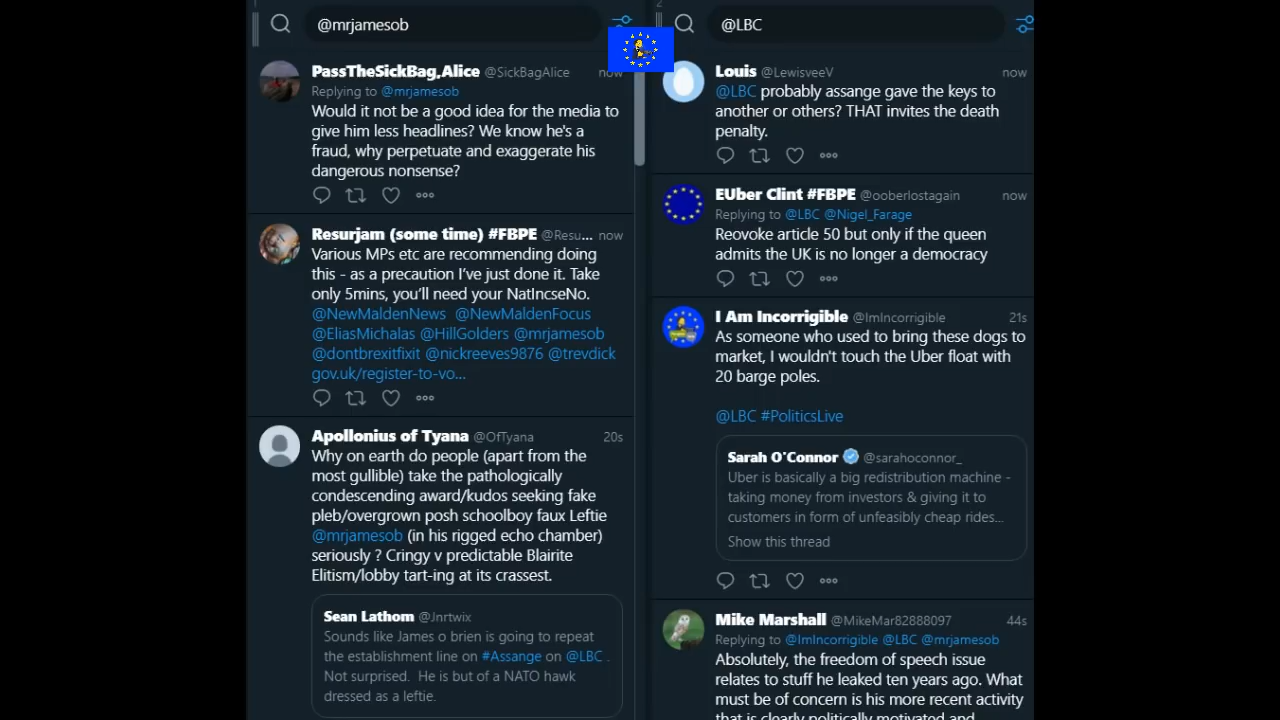 1
@mrjamesob
PassTheSickBag,Alice @SickBagAlice now
Replying to @mrjamesob
Would it not be a good idea for the media to
give him less headlines? We know he's a
fraud, why perpetuate and exaggerate his
dangerous nonsense?
Resurjam (some time) #FBPE @Resu... now
Various MPs etc are recommending doing
this - as a precaution I've just done it. Take
only 5mins, you'll need your NatIncseNo.
@NewMaldenNews @NewMaldenFocus
@EliasMichalas @HillGolders @mrjamesob
@dontbrexitfixit @nickreeves9876 @trevdick
gov.uk/register-to-vo...
Apollonius of Tyana @OfTyana 20s
Why on earth do people (apart from the
most gullible) take the pathologically
condescending award/kudos seeking fake
pleb/overgrown posh schoolboy faux Leftie
@mrjamesob (in his rigged echo chamber)
seriously ? Cringy v predictable Blairite
Elitism/lobby tart-ing at its crassest.
Sean Lathom @Jnrtwix
Sounds like James o brien is going to repeat
the establishment line on #Assange on @LBC .
Not surprised. He is but of a NATO hawk
dressed as a leftie.
2
@LBC
Louis @LewisveeV now
@LBC probably assange gave the keys to
another or others? THAT invites the death
penalty.
EUber Clint #FBPE @ooberlostagain now
Replying to @LBC @Nigel_Farage
Reovoke article 50 but only if the queen
admits the UK is no longer a democracy
I Am Incorrigible @ImIncorrigible 21s
As someone who used to bring these dogs to
market, I wouldn't touch the Uber float with
20 barge poles.
@LBC #PoliticsLive
Sarah O'Connor @sarahoconnor_
Uber is basically a big redistribution machine -
taking money from investors & giving it to
customers in form of unfeasibly cheap rides...
Show this thread
Mike Marshall @MikeMar82888097 44s
Replying to @ImIncorrigible @LBC @mrjamesob
Absolutely, the freedom of speech issue
relates to stuff he leaked ten years ago. What
must be of concern is his more recent activity
that is clearly politically motivated and